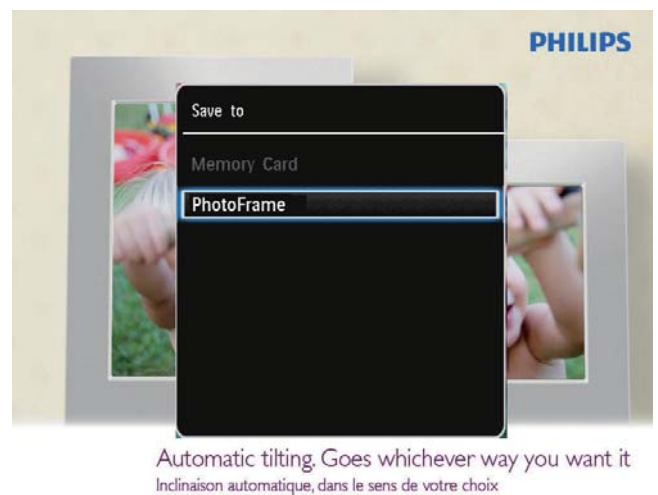 PHILIPS
Save to
Memory Card
PhotoFrame
Automatic tilting. Goes whichever way you want it
Inclinaison automatique, dans le sens de votre choix